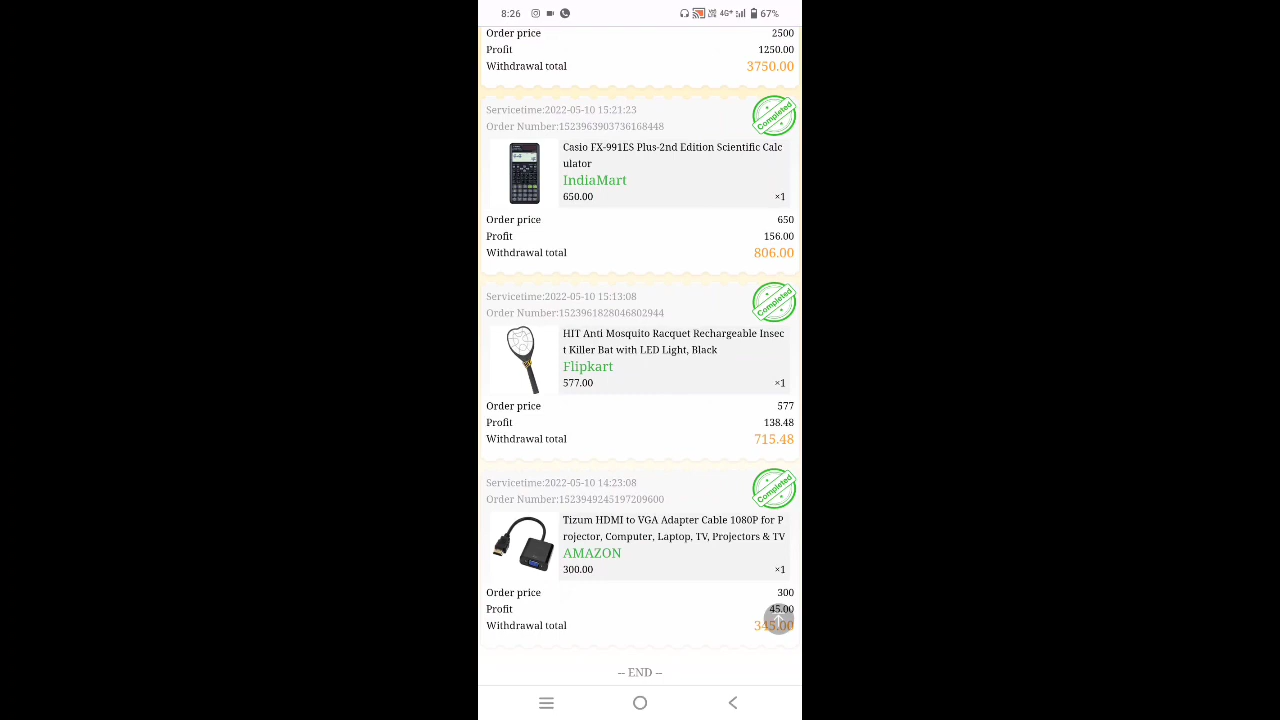 8:26 4G+ 67%
Order price 2500
Profit 1250.00
Withdrawal total 3750.00
Servicetime:2022-05-10 15:21:23
Order Number:1523963903736168448
Completed
Casio FX-991ES Plus-2nd Edition Scientific Calc
ulator
IndiaMart
650.00 ×1
Order price 650
Profit 156.00
Withdrawal total 806.00
Servicetime:2022-05-10 15:13:08
Order Number:1523961828046802944
Completed
HIT Anti Mosquito Racquet Rechargeable Insec
t Killer Bat with LED Light, Black
Flipkart
577.00 ×1
Order price 577
Profit 138.48
Withdrawal total 715.48
Servicetime:2022-05-10 14:23:08
Order Number:1523949245197209600
Completed
Tizum HDMI to VGA Adapter Cable 1080P for P
rojector, Computer, Laptop, TV, Projectors & TV
AMAZON
300.00 ×1
Order price 300
Profit 45.00
Withdrawal total 345.00
-- END --